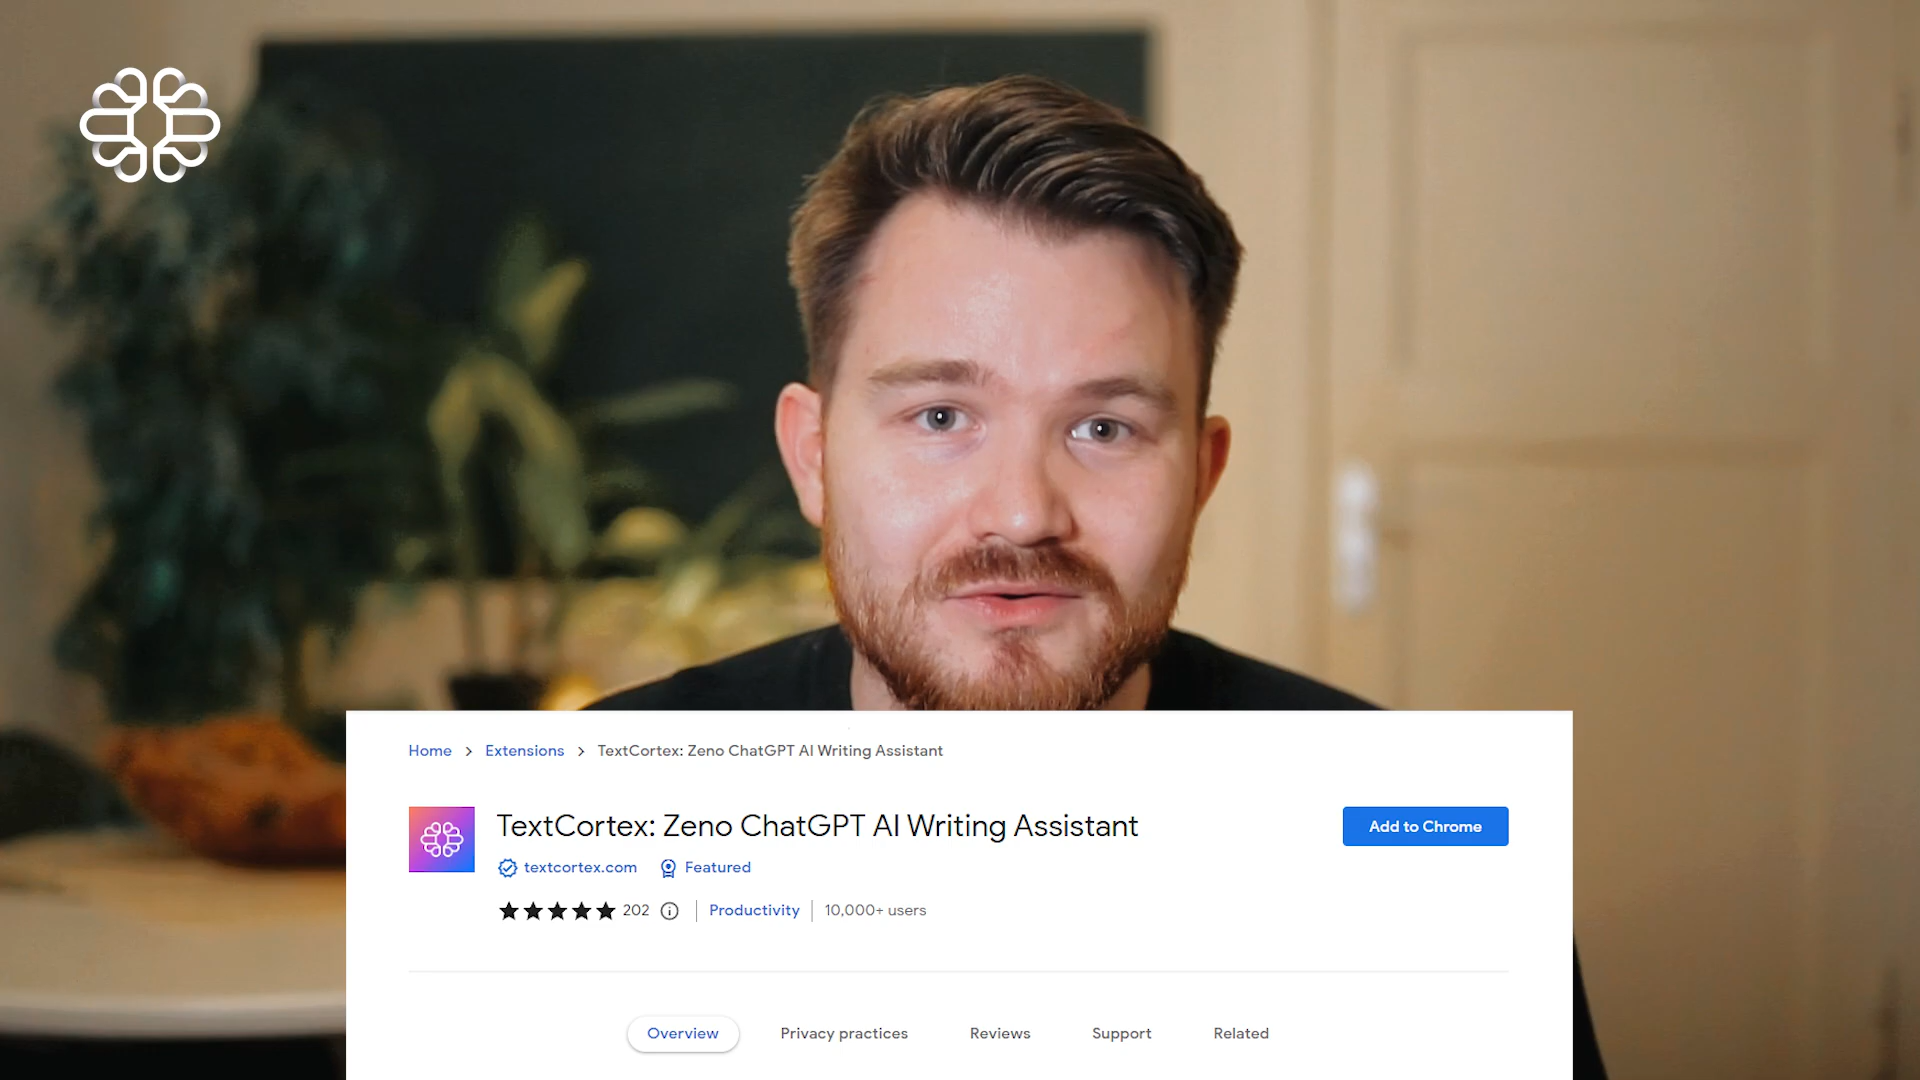 Home > Extensions > TextCortex: Zeno ChatGPT AI Writing Assistant
TextCortex: Zeno ChatGPT AI Writing Assistant
Add to Chrome
textcortex.com Featured
202 Productivity 10,000+ users
Overview Privacy practices Reviews Support Related